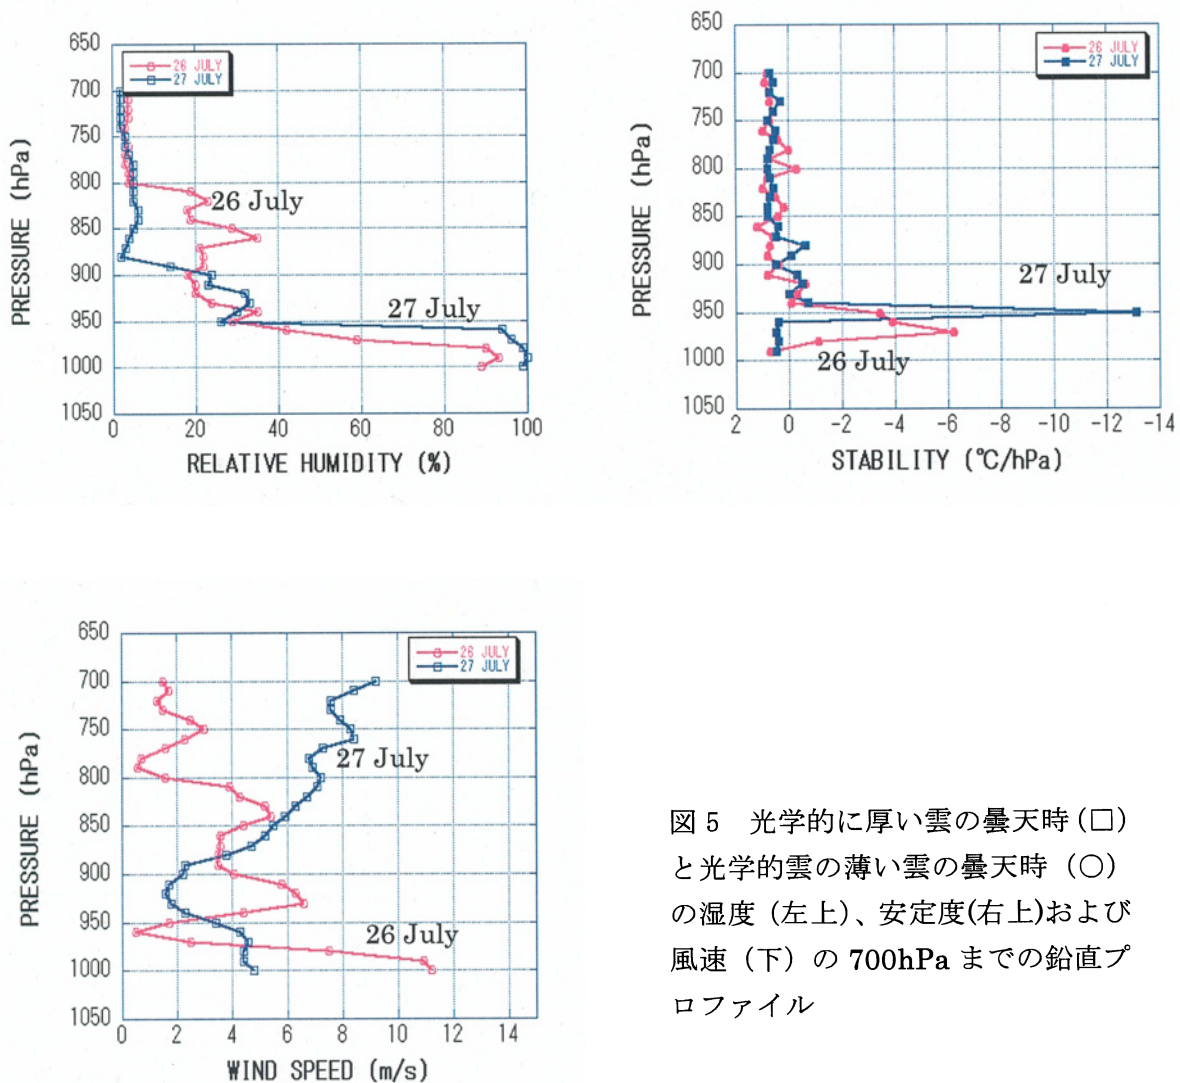 650
700
750
800
850
900
950
1000
1050
PRESSURE (hPa)
26 JULY
27 JULY
26 July
27 July
0 20 40 60 80 100
RELATIVE HUMIDITY (%)
650
700
750
800
850
900
950
1000
1050
PRESSURE (hPa)
26 JULY
27 JULY
27 July
26 July
2 0 -2 -4 -6 -8 -10 -12 -14
STABILITY (℃/hPa)
650
700
750
800
850
900
950
1000
1050
PRESSURE (hPa)
26 JULY
27 JULY
27 July
26 July
0 2 4 6 8 10 12 14
WIND SPEED (m/s)
図5 光学的に厚い雲の曇天時(□)
と光学的雲の薄い雲の曇天時(○)
の湿度(左上)、安定度(右上)および
風速(下)の 700hPa までの鉛直プ
ロファイル